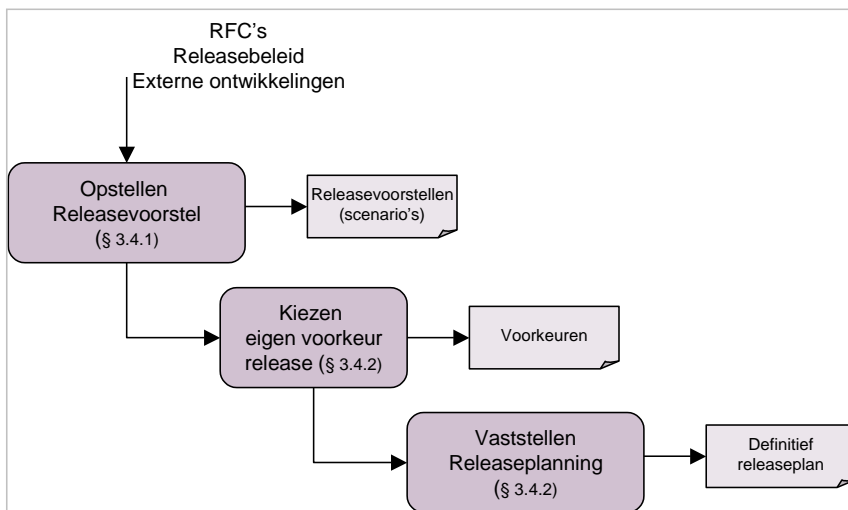 RFC's
Releasebeleid
Externe ontwikkelingen
Opstellen
Releasevoorstel
(§ 3.4.1)
Releasevoorstellen
(scenario's)
Kiezen
eigen voorkeur
release (§ 3.4.2)
Voorkeuren
Vaststellen
Releaseplanning
(§ 3.4.2)
Definitief
releaseplan